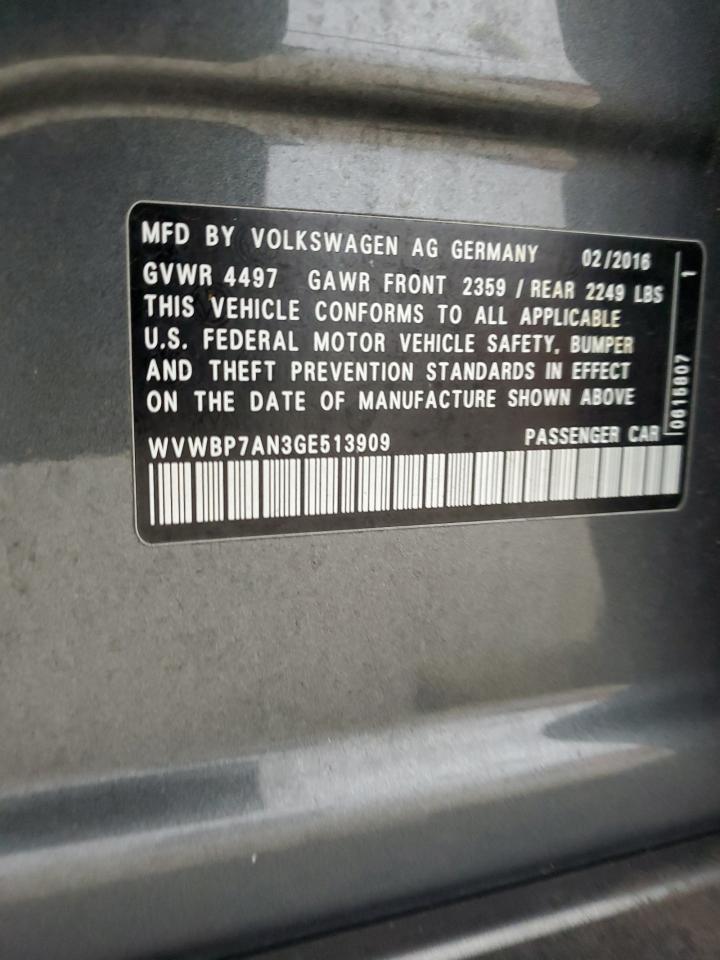 MFD BY VOLKSWAGEN AG GERMANY 02/2016
GVWR 4497 GAWR FRONT 2359 / REAR 2249 LBS
THIS VEHICLE CONFORMS TO ALL APPLICABLE
U.S. FEDERAL MOTOR VEHICLE SAFETY, BUMPER
AND THEFT PREVENTION STANDARDS IN EFFECT
ON THE DATE OF MANUFACTURE SHOWN ABOVE
WVWBP7AN3GE513909 PASSENGER CAR
0618807 1